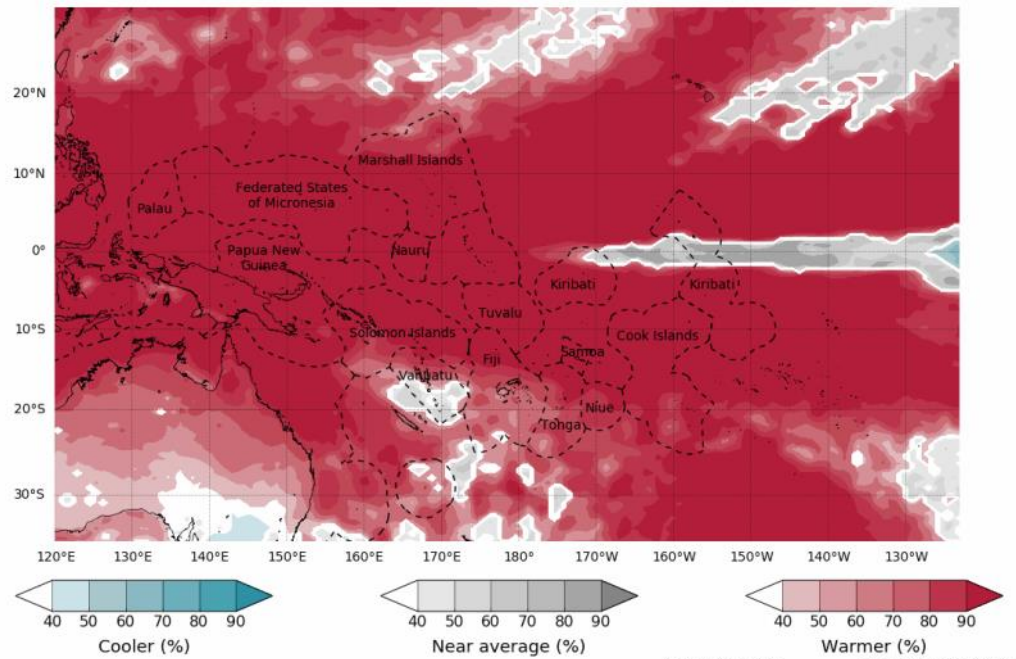 20°N
Marshall Islands
10°N
Federated States
of Micronesia
Palau
0°
Papua New
Guinea
Nauru
Kiribati
Kiribati
Tuvalu
10°S
Solomon Islands
Cook Islands
Fiji
Samoa
Vanuatu
20°S
Niue
Tonga
30°S
120°E 130°E 140°E 150°E 160°E 170°E 180° 170°W 160°W 150°W 140°W 130°W
40 50 60 70 80 90
Cooler (%)
40 50 60 70 80 90
Near average (%)
40 50 60 70 80 90
Warmer (%)